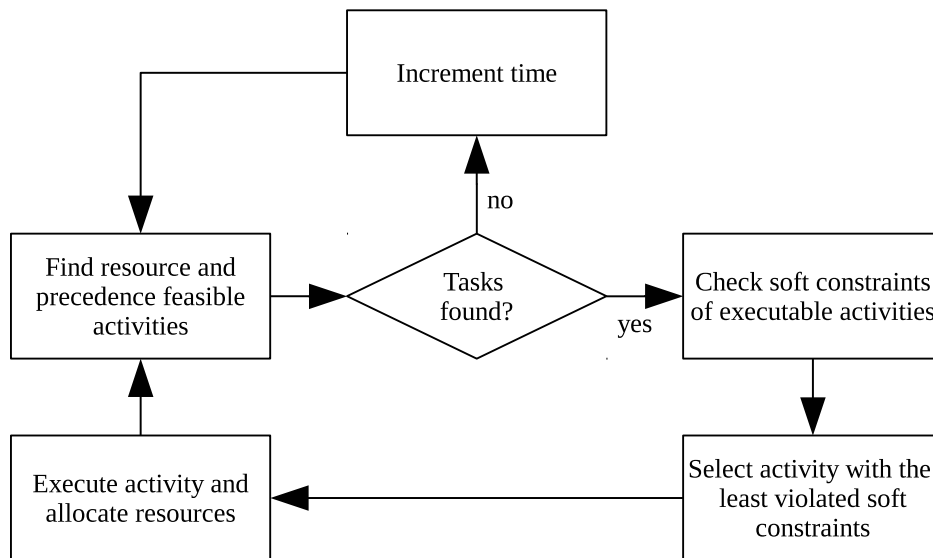 Increment time
no
Find resource and
precedence feasible
activities
Tasks
found?
yes
Check soft constraints
of executable activities
Execute activity and
allocate resources
Select activity with the
least violated soft
constraints